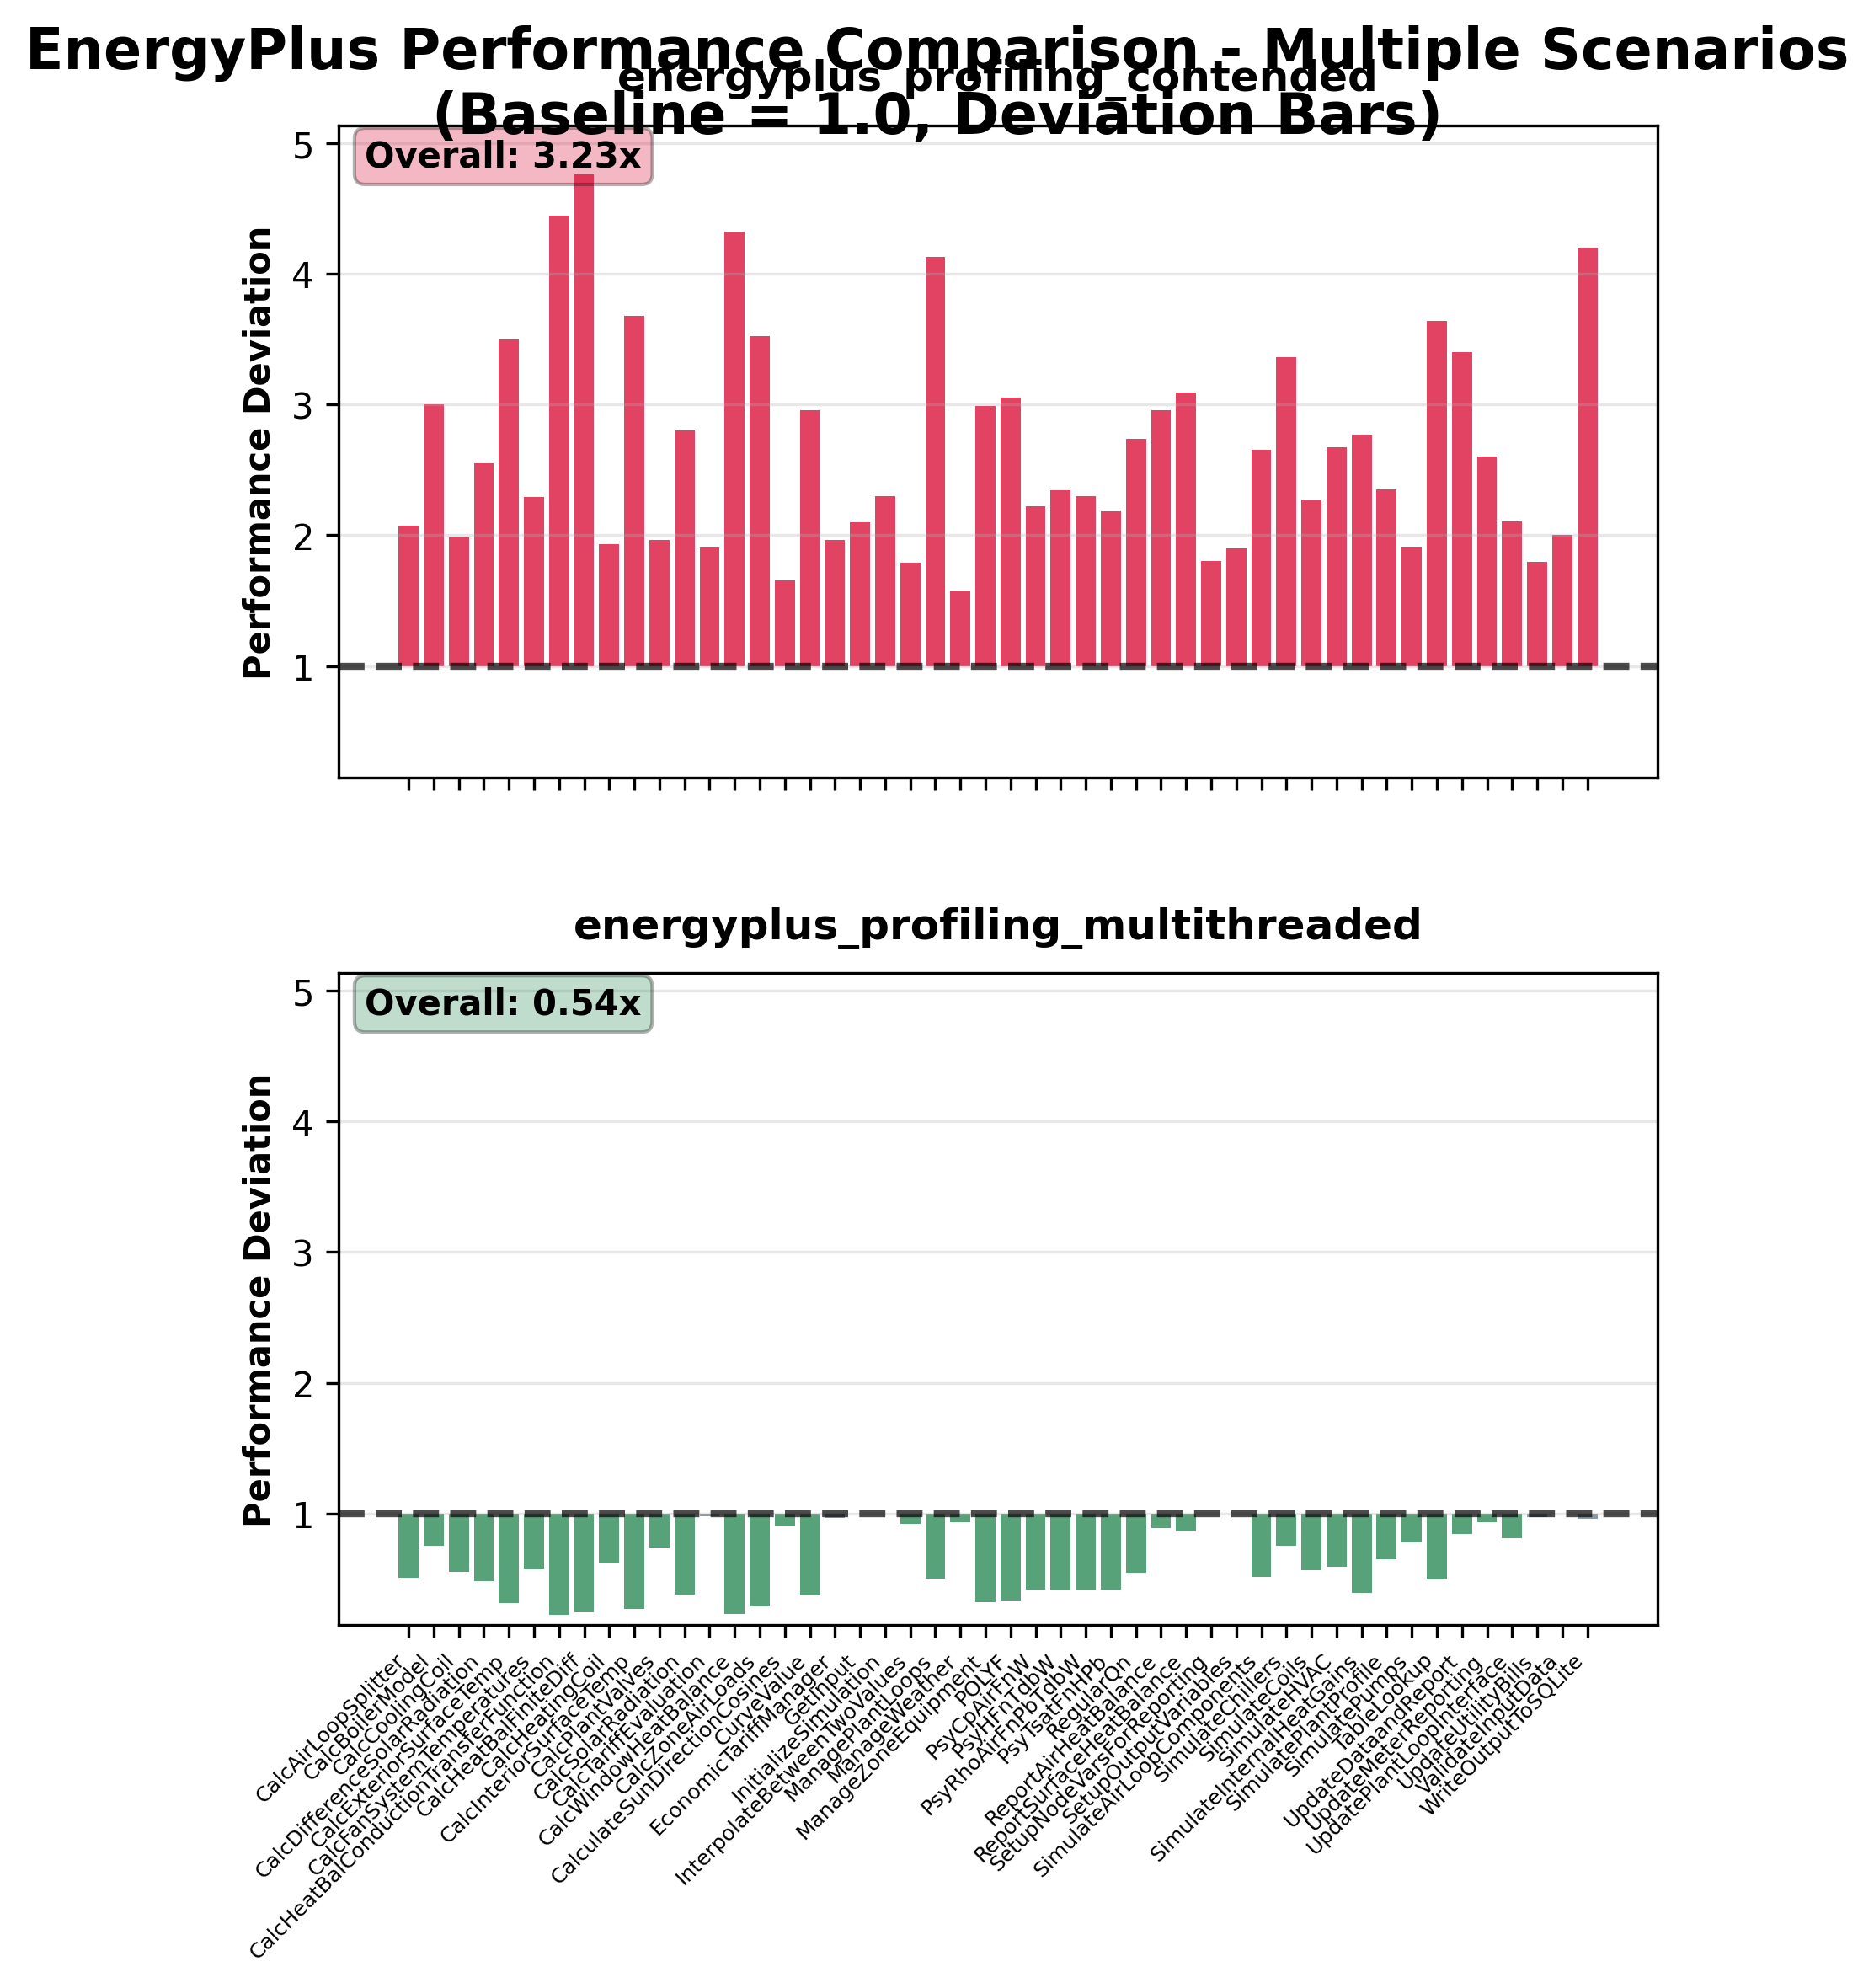 EnergyPlus Performance Comparison - Multiple Scenarios
(Baseline = 1.0, Deviation Bars)
energyplus_profiling_contended
Overall: 3.23x
Performance Deviation
5
4
3
2
1
energyplus_profiling_multithreaded
Overall: 0.54x
Performance Deviation
5
4
3
2
1
CalcAirLoopSplitter
CalcBoilerModel
CalcCoolingCoil
CalcDifferenceSolarRadiation
CalcExteriorSurfaceTemp
CalcFanSystemTemperatures
CalcHeatBalConductionTransferFunction
CalcHeatBalFiniteDiff
CalcHeatingCoil
CalcInteriorSurfaceTemp
CalcPlantValves
CalcSolarRadiation
CalcTariffEvaluation
CalcWindowHeatBalance
CalcZoneAirLoads
CalculateSunDirectionCosines
CurveValue
EconomicTariffManager
GetInput
InitializeSimulation
InterpolateBetweenTwoValues
ManagePlantLoops
ManageWeather
ManageZoneEquipment
POLYF
PsyCpAirFnW
PsyHFnTdbW
PsyRhoAirFnPbTdbW
PsyTsatFnHPb
RegularQn
ReportAirHeatBalance
ReportSurfaceHeatBalance
SetupNodeVarsForReporting
SetupOutputVariables
SimulateAirLoopComponents
SimulateChillers
SimulateCoils
SimulateHVAC
SimulateInternalHeatGains
SimulatePlantProfile
SimulatePumps
TableLookup
UpdateDataandReport
UpdateMeterReporting
UpdatePlantLoopInterface
UpdateUtilityBills
ValidateInputData
WriteOutputToSQLite